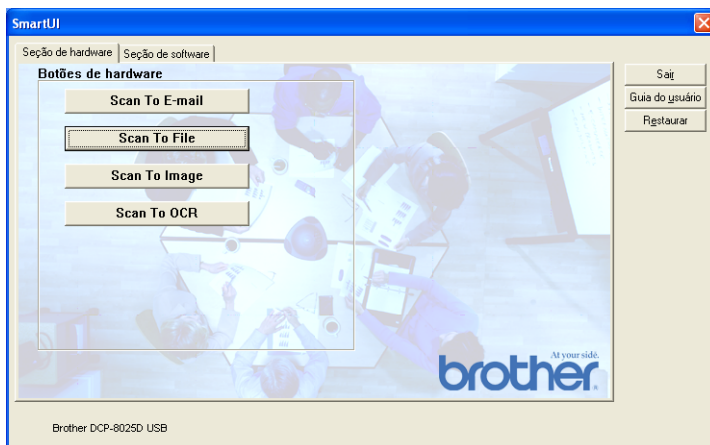 SmartUI
Seção de hardware
Seção de software
Botões de hardware
Scan To E-mail
Scan To File
Scan To Image
Scan To OCR
Sair
Guia do usuário
Restaurar
At your side.
brother
Brother DCP-8025D USB